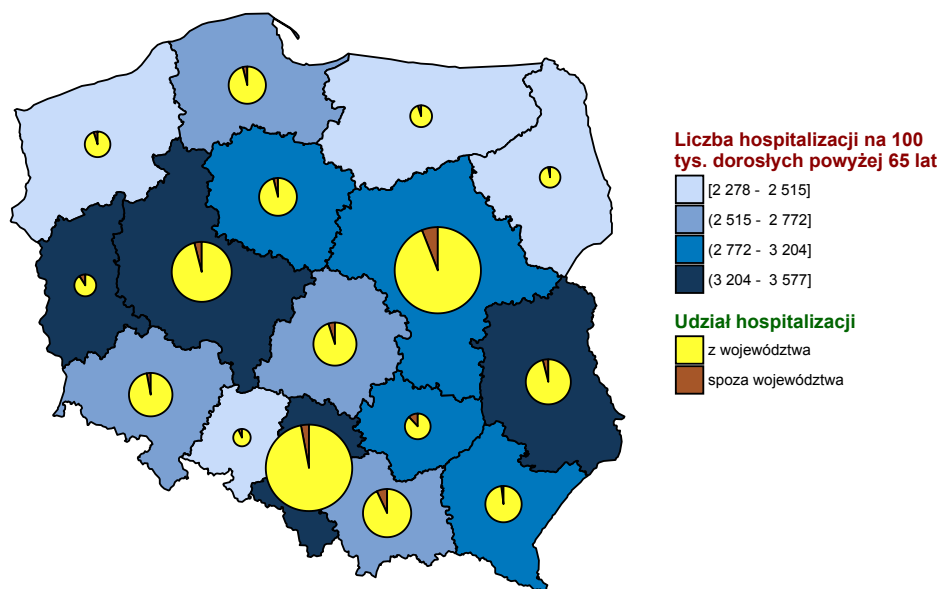 Liczba hospitalizacji na 100
tys. dorosłych powyżej 65 lat
[2 278 - 2 515]
(2 515 - 2 772]
(2 772 - 3 204]
(3 204 - 3 577]
Udział hospitalizacji
z województwa
spoza województwa